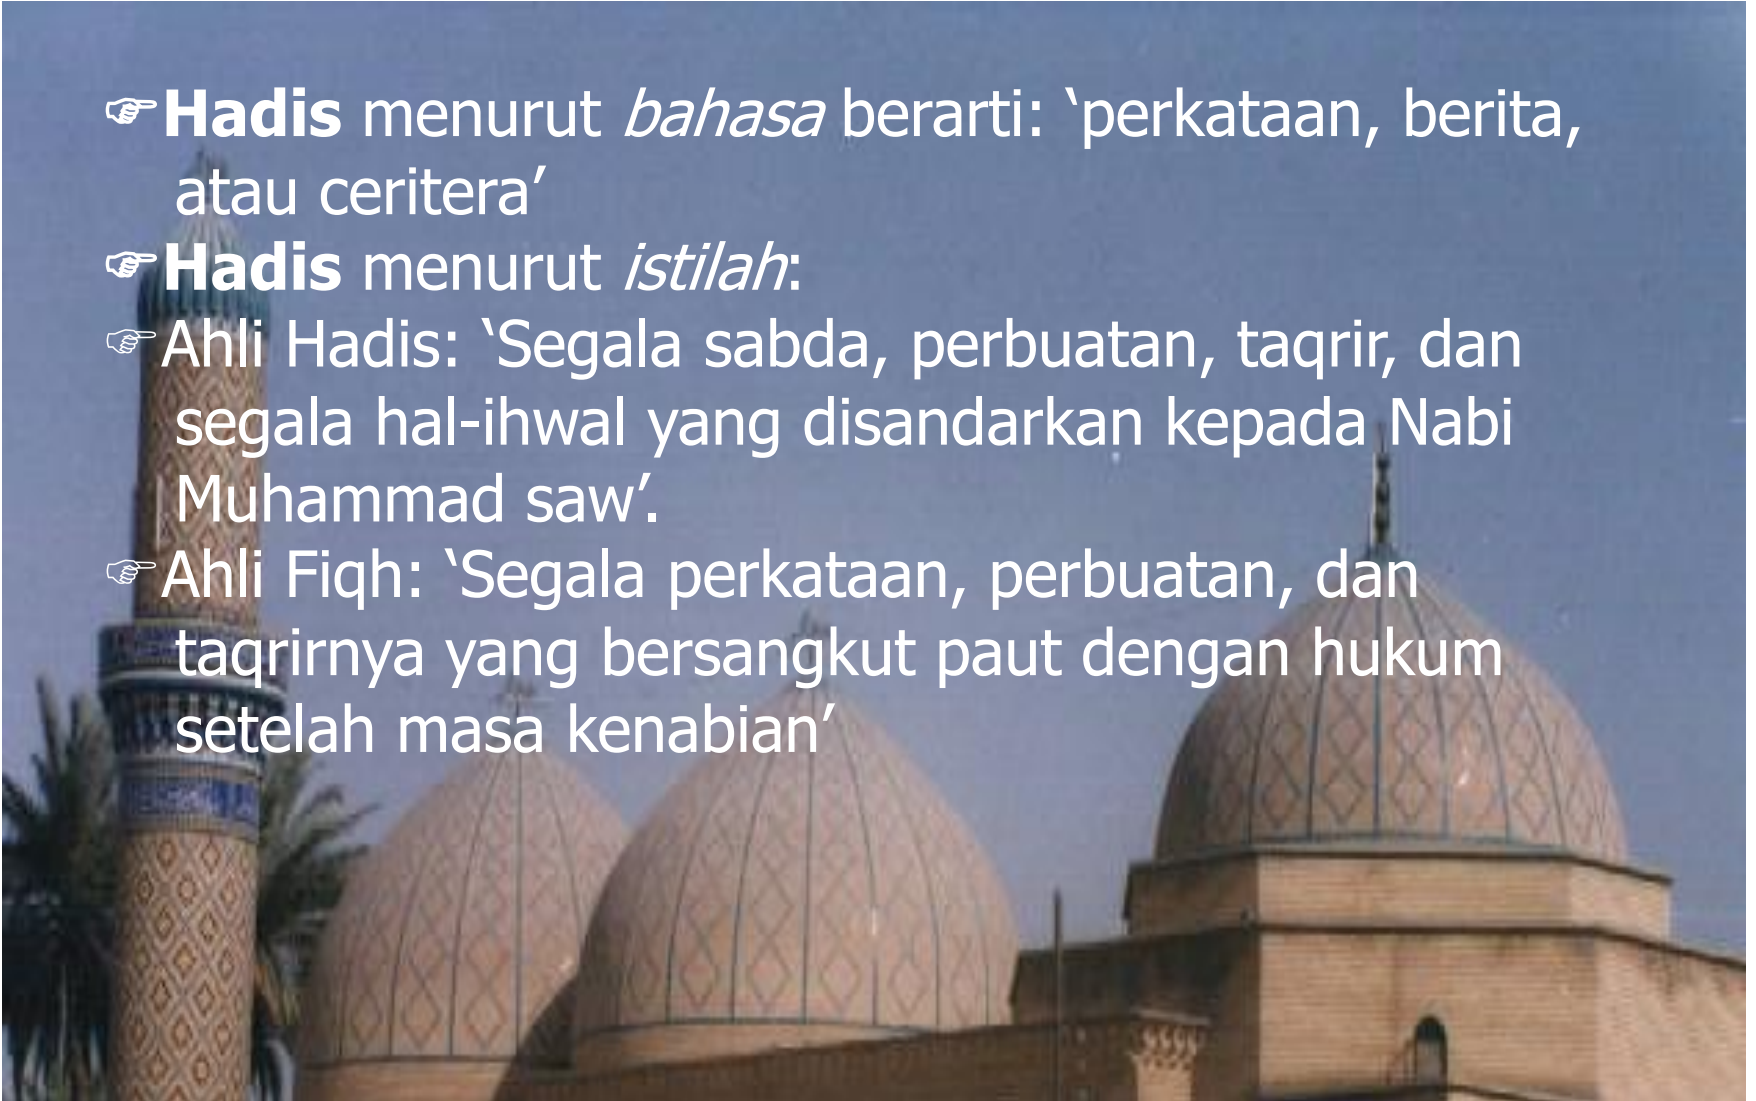 ☞Hadis menurut bahasa berarti: ‘perkataan, berita,
atau ceritera’
☞Hadis menurut istilah:
☞Ahli Hadis: ‘Segala sabda, perbuatan, taqrir, dan
segala hal-ihwal yang disandarkan kepada Nabi
Muhammad saw’.
☞Ahli Fiqh: ‘Segala perkataan, perbuatan, dan
taqrirnya yang bersangkut paut dengan hukum
setelah masa kenabian’